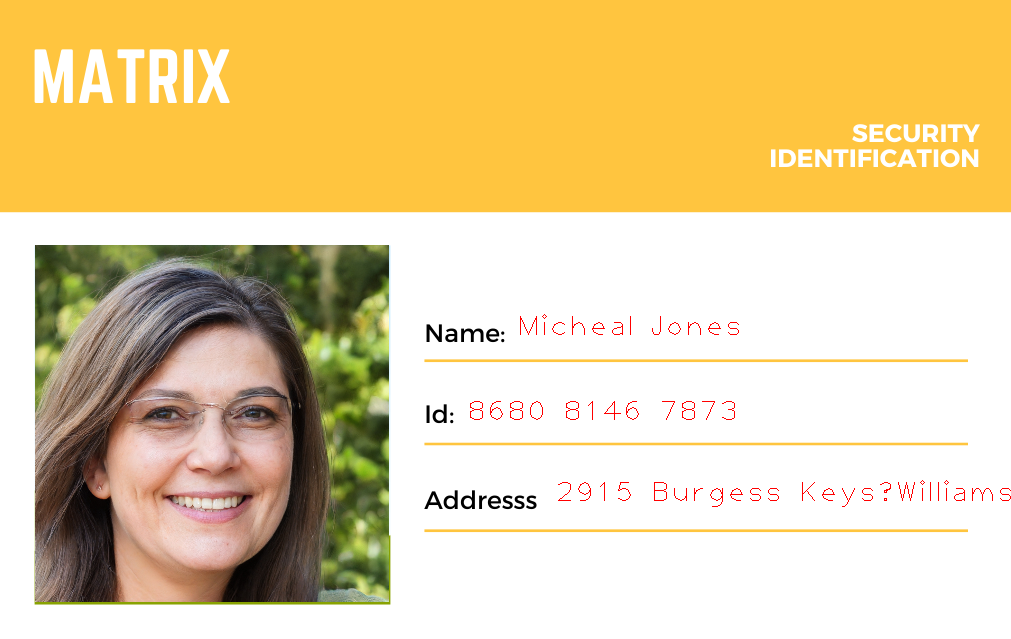 MATRIX
SECURITY
IDENTIFICATION
Name: Micheal Jones
Id: 8680 8146 7873
Addresss 2915 Burgess Keys?Williams